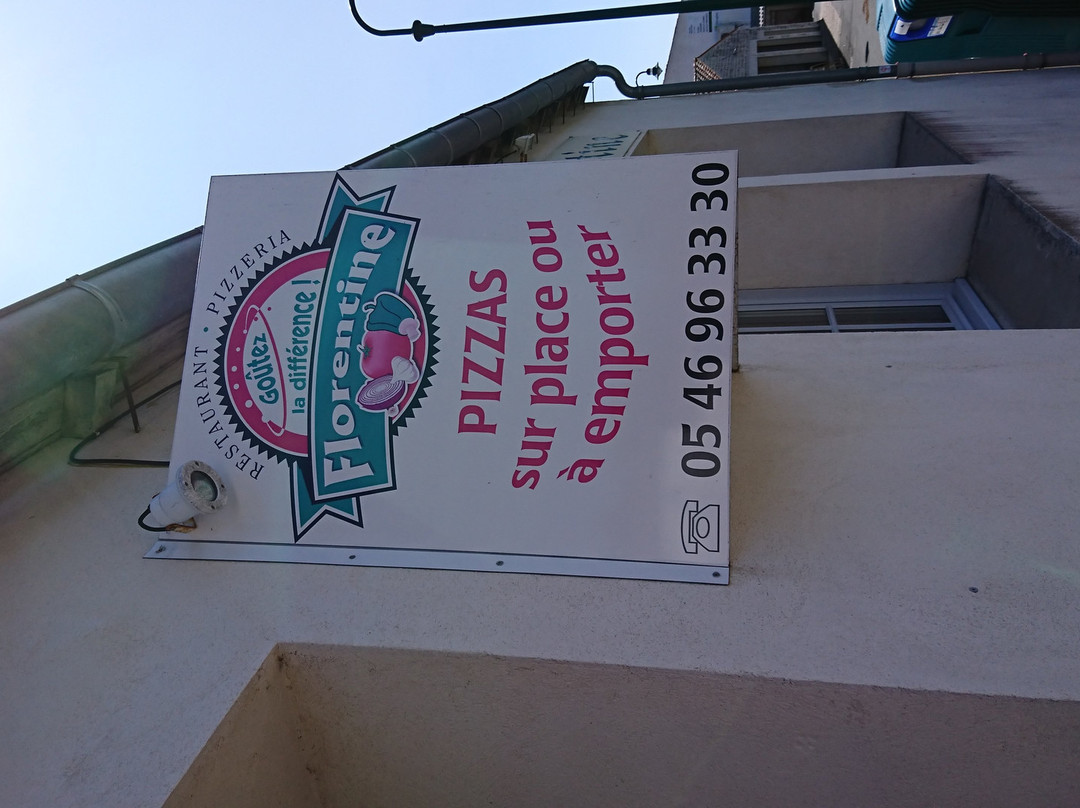 RESTAURANT • PIZZERIA
Goûtez
la différence !
Florentine
PIZZAS
sur place ou
à emporter
05 46 96 33 30